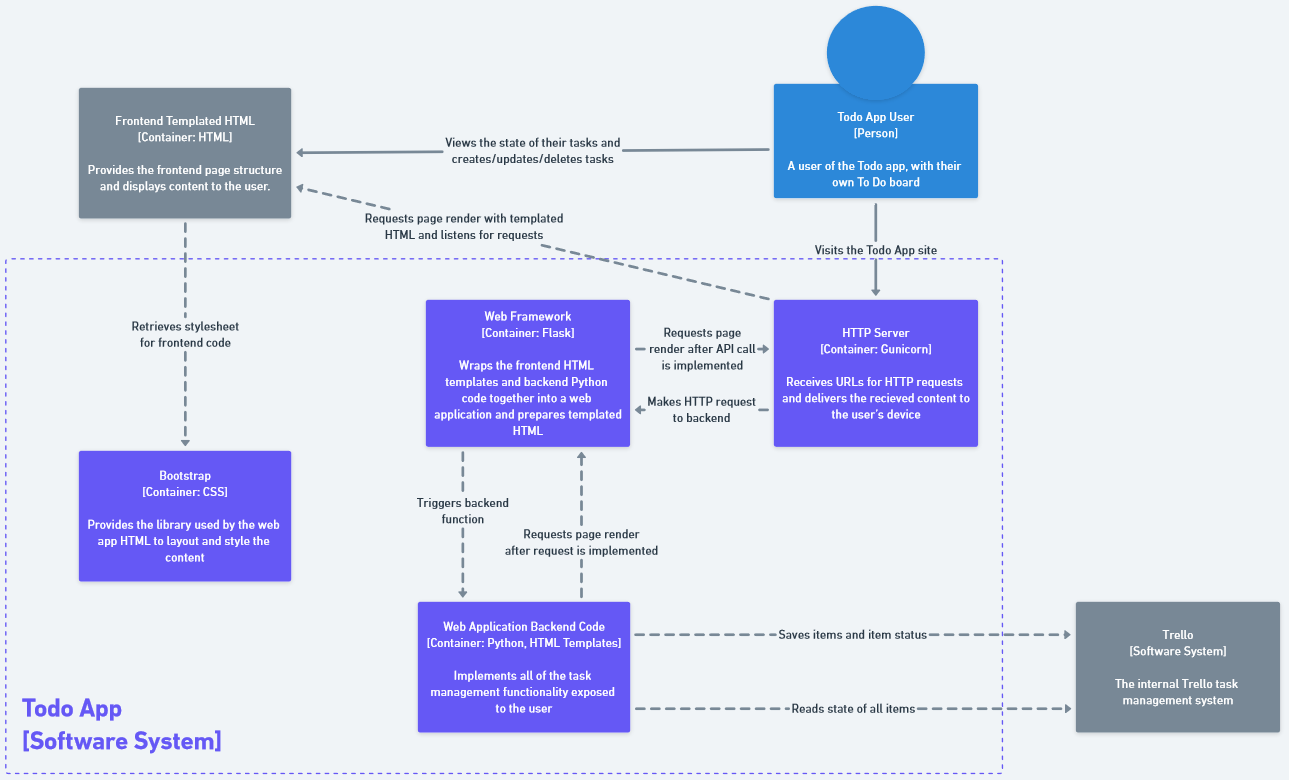 Todo App User
[Person]
A user of the Todo app, with their
own To Do board
Frontend Templated HTML
[Container: HTML]
Provides the frontend page structure
and displays content to the user.
Views the state of their tasks and
creates/updates/deletes tasks
Requests page render with templated
HTML and listens for requests
Visits the Todo App site
Retrieves stylesheet
for frontend code
Web Framework
[Container: Flask]
Wraps the frontend HTML
templates and backend Python
code together into a web
application and prepares templated
HTML
Requests page
render after API call
is implemented
Makes HTTP request
to backend
HTTP Server
[Container: Gunicorn]
Receives URLs for HTTP requests
and delivers the recieved content to
the user's device
Bootstrap
[Container: CSS]
Provides the library used by the web
app HTML to layout and style the
content
Triggers backend
function
Requests page render
after request is implemented
Web Application Backend Code
[Container: Python, HTML Templates]
Implements all of the task
management functionality exposed
to the user
Saves items and item status
Reads state of all items
Trello
[Software System]
The internal Trello task
management system
Todo App
[Software System]